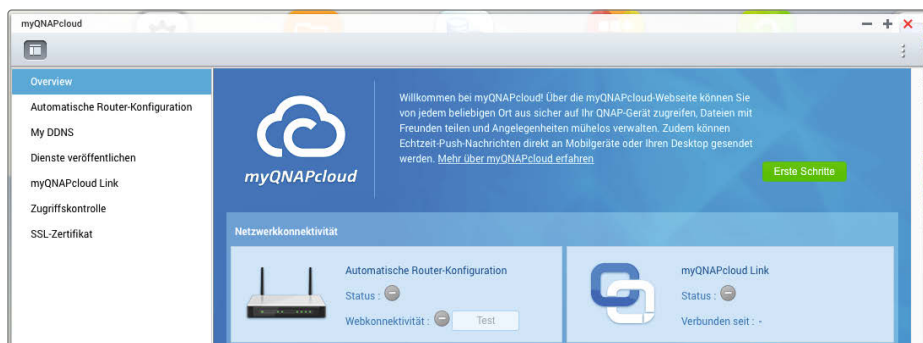 myQNAPcloud
Overview
Automatische Router-Konfiguration
My DDNS
Dienste veröffentlichen
myQNAPcloud Link
Zugriffskontrolle
SSL-Zertifikat
myQNAPcloud
Willkommen bei myQNAPcloud! Über die myQNAPcloud-Webseite können Sie
von jedem beliebigen Ort aus sicher auf Ihr QNAP-Gerät zugreifen, Dateien mit
Freunden teilen und Angelegenheiten mühelos verwalten. Zudem können
Echtzeit-Push-Nachrichten direkt an Mobilgeräte oder Ihren Desktop gesendet
werden. Mehr über myQNAPcloud erfahren
Erste Schritte
Netzwerkkonnektivität
Automatische Router-Konfiguration
Status :
Webkonnektivität : Test
myQNAPcloud Link
Status :
Verbunden seit : -